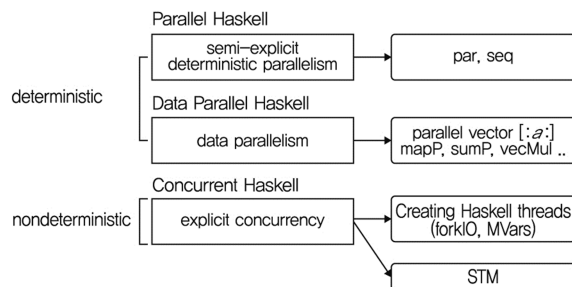 Parallel Haskell
semi-explicit
deterministic parallelism
par, seq
deterministic
Data Parallel Haskell
data parallelism
parallel vector [:a:]
mapP, sumP, vecMul ..
Concurrent Haskell
nondeterministic
explicit concurrency
Creating Haskell threads
(forkIO, MVars)
STM